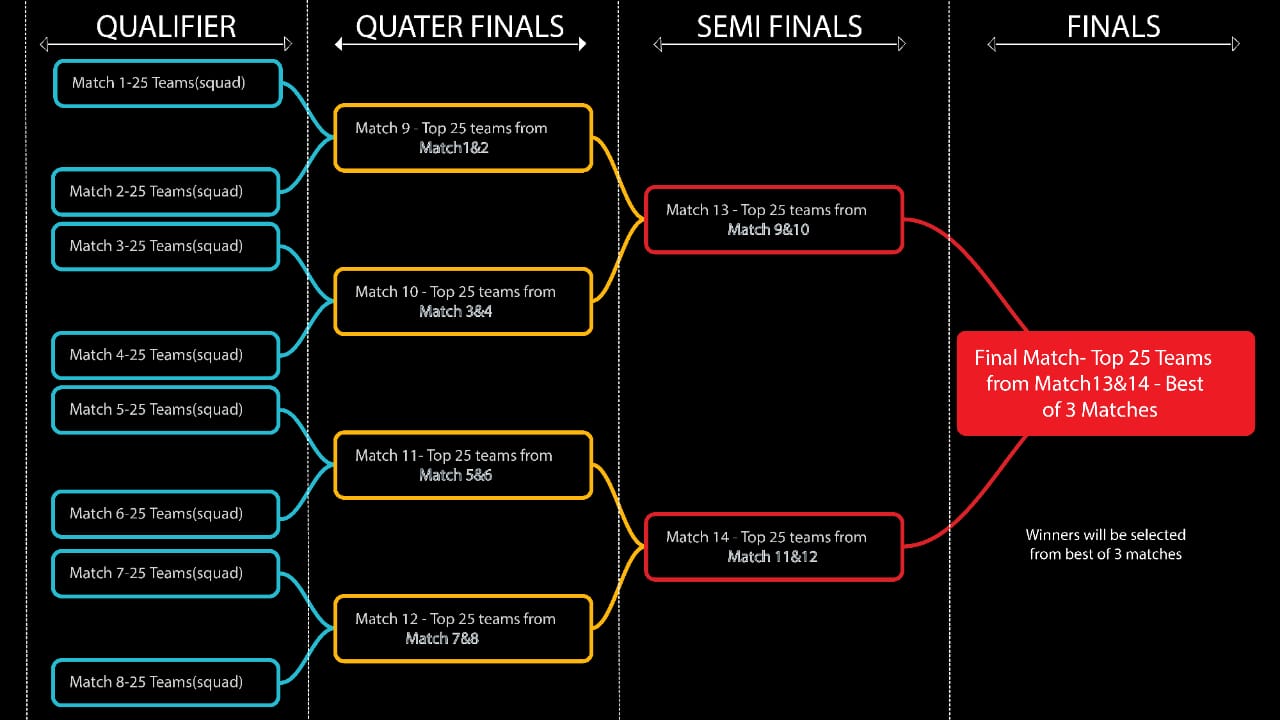 QUALIFIER
QUATER FINALS
SEMI FINALS
FINALS
Match 1-25 Teams(squad)
Match 2-25 Teams(squad)
Match 3-25 Teams(squad)
Match 4-25 Teams(squad)
Match 5-25 Teams(squad)
Match 6-25 Teams(squad)
Match 7-25 Teams(squad)
Match 8-25 Teams(squad)
Match 9 - Top 25 teams from
Match1&2
Match 10 - Top 25 teams from
Match 3&4
Match 11- Top 25 teams from
Match 5&6
Match 12 - Top 25 teams from
Match 7&8
Match 13 - Top 25 teams from
Match 9&10
Match 14 - Top 25 teams from
Match 11&12
Final Match- Top 25 Teams
from Match13&14 - Best
of 3 Matches
Winners will be selected
from best of 3 matches